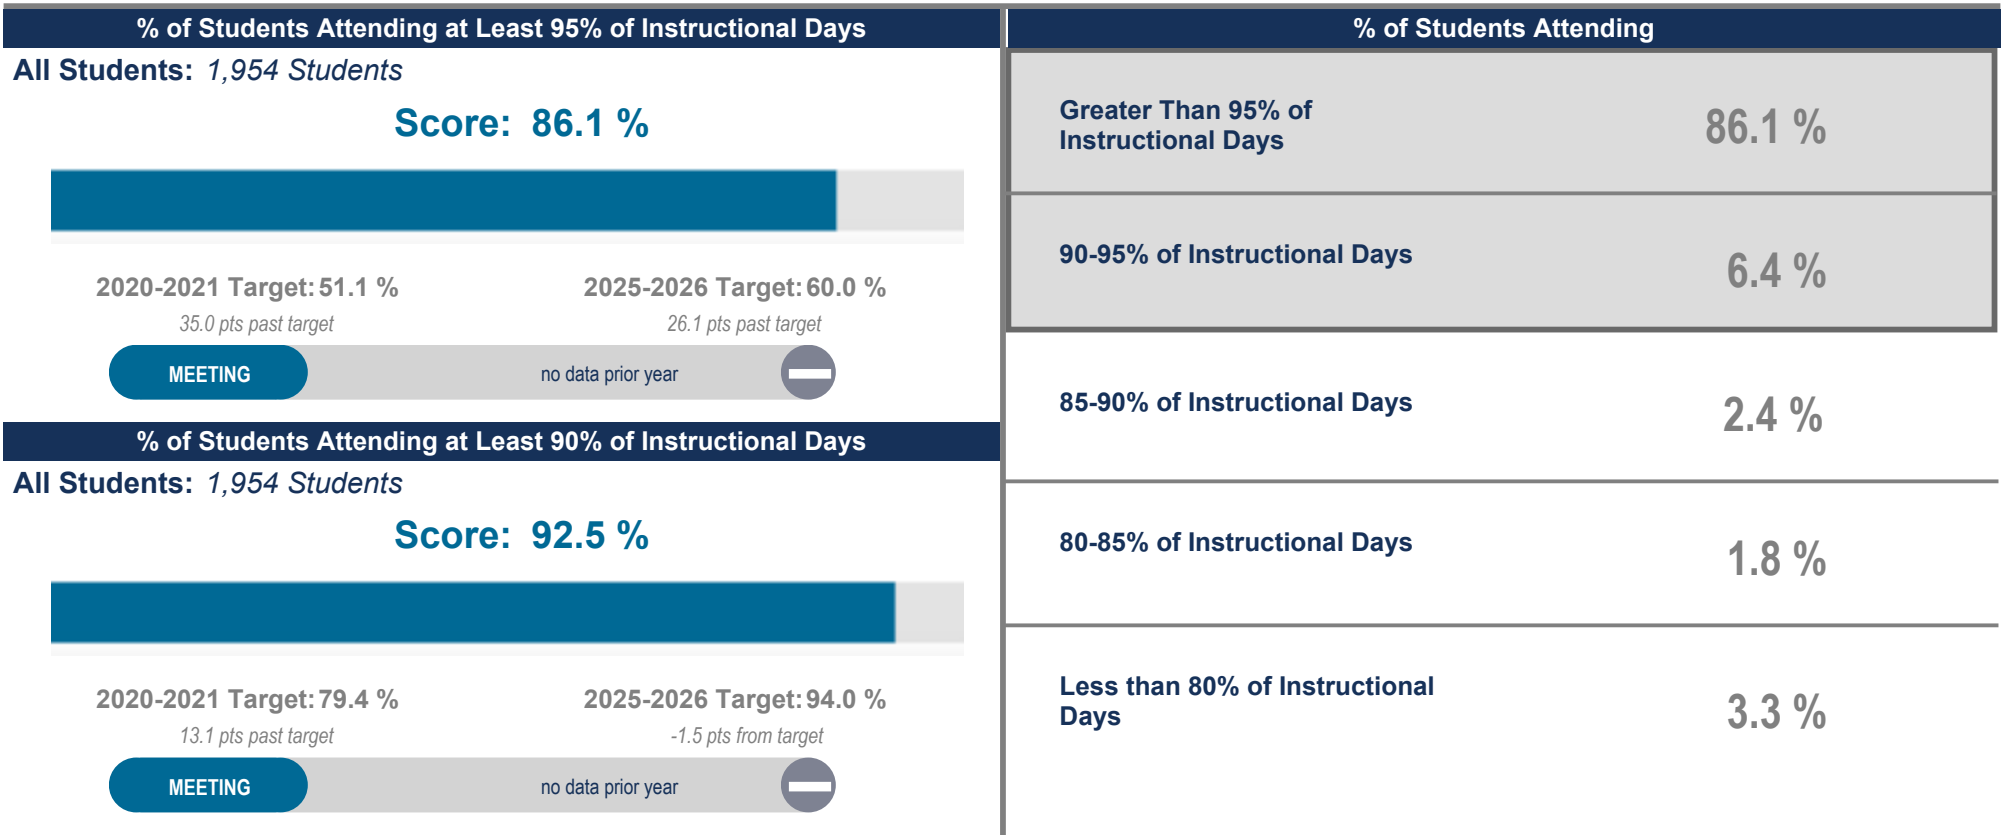 % of Students Attending at Least 95% of Instructional Days
All Students: 1,954 Students
Score: 86.1 %
2020-2021 Target: 51.1 %
35.0 pts past target
2025-2026 Target: 60.0 %
26.1 pts past target
MEETING
no data prior year
% of Students Attending at Least 90% of Instructional Days
All Students: 1,954 Students
Score: 92.5 %
2020-2021 Target: 79.4 %
13.1 pts past target
2025-2026 Target: 94.0 %
-1.5 pts from target
MEETING
no data prior year
% of Students Attending
Greater Than 95% of
Instructional Days
86.1 %
90-95% of Instructional Days
6.4 %
85-90% of Instructional Days
2.4 %
80-85% of Instructional Days
1.8 %
Less than 80% of Instructional
Days
3.3 %